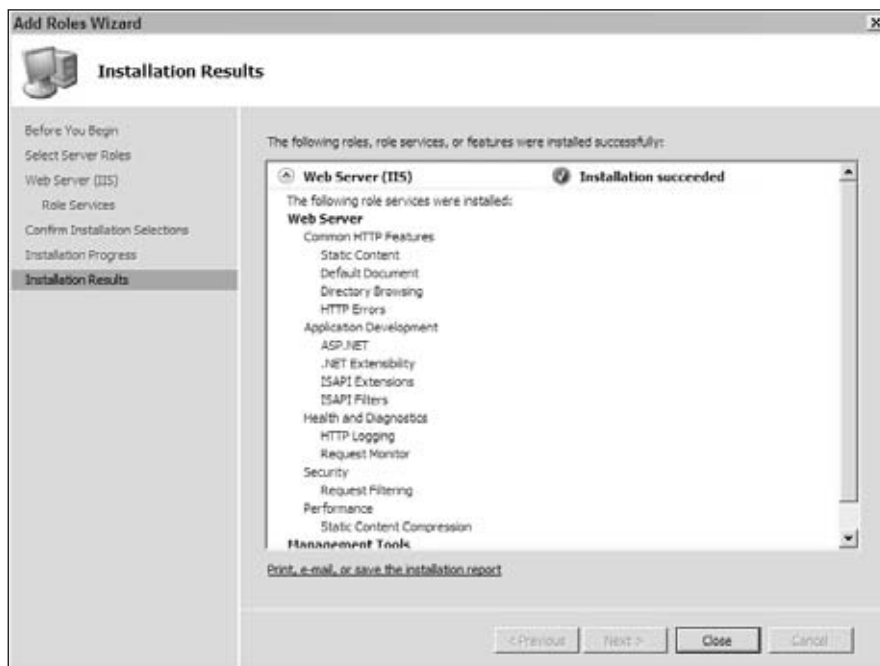 Add Roles Wizard
Installation Results
Before You Begin
Select Server Roles
Web Server (IIS)
Role Services
Confirm Installation Selections
Installation Progress
Installation Results
The following roles, role services, or features were installed successfully:
Web Server (IIS)
Installation succeeded
The following role services were installed:
Web Server
Common HTTP Features
Static Content
Default Document
Directory Browsing
HTTP Errors
Application Development
ASP.NET
.NET Extensibility
ISAPI Extensions
ISAPI Filters
Health and Diagnostics
HTTP Logging
Request Monitor
Security
Request Filtering
Performance
Static Content Compression
Management Tools
Print, e-mail, or save the installation report
< Previous
Next >
Close
Cancel